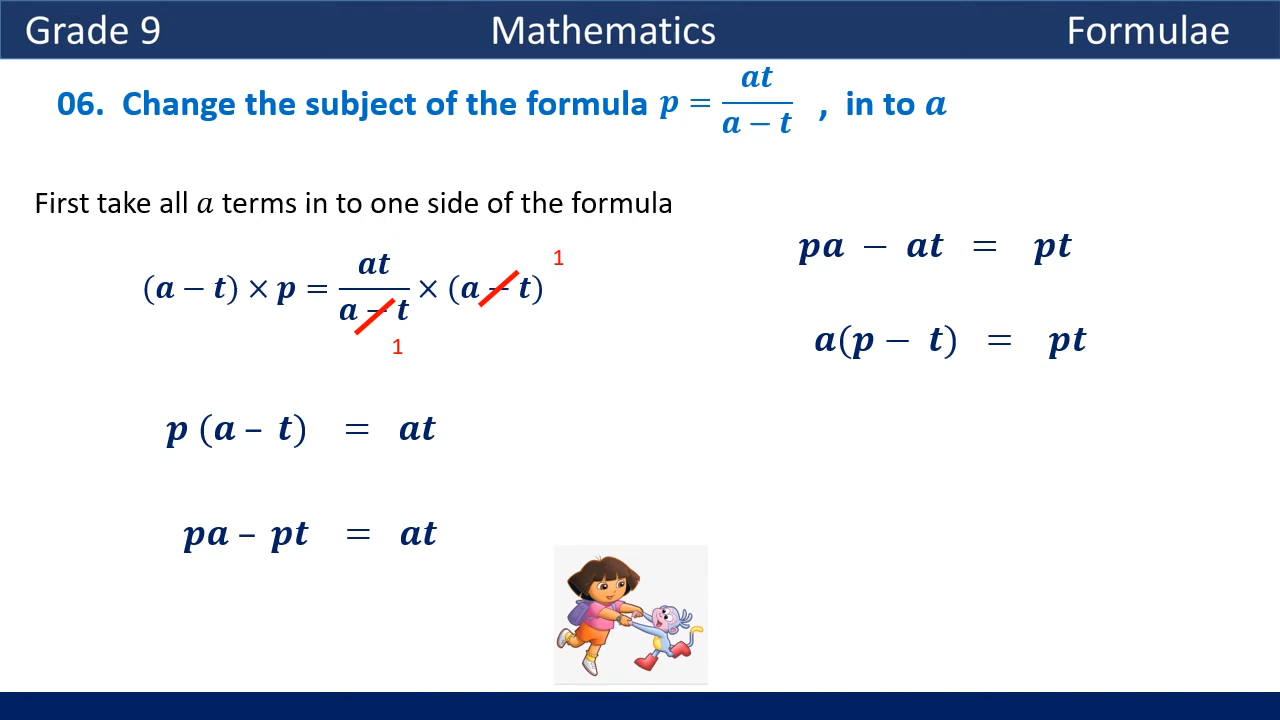 Grade 9 Mathematics Formulae
06. Change the subject of the formula p = at/(a − t) , in to a
First take all a terms in to one side of the formula
(a − t) × p = at/(a − t) × (a − t) 1
1
p (a – t) = at
pa – pt = at
pa − at = pt
a(p − t) = pt